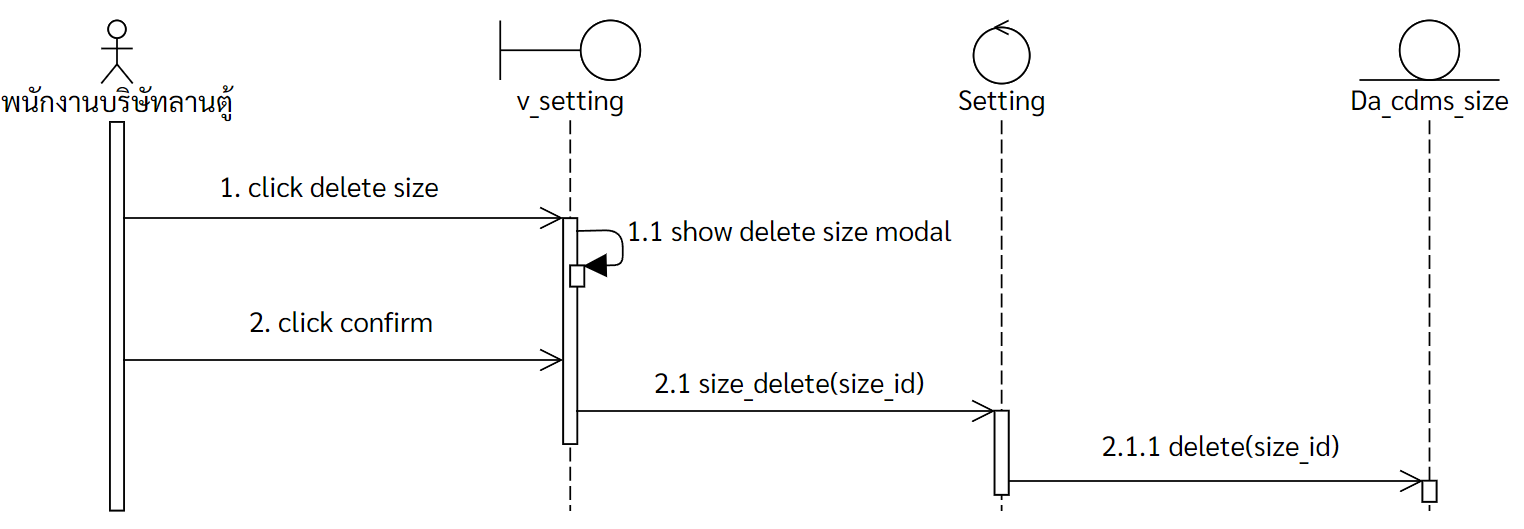 พนักงานบริษัทลานตู้
v_setting
Setting
Da_cdms_size
1. click delete size
1.1 show delete size modal
2. click confirm
2.1 size_delete(size_id)
2.1.1 delete(size_id)